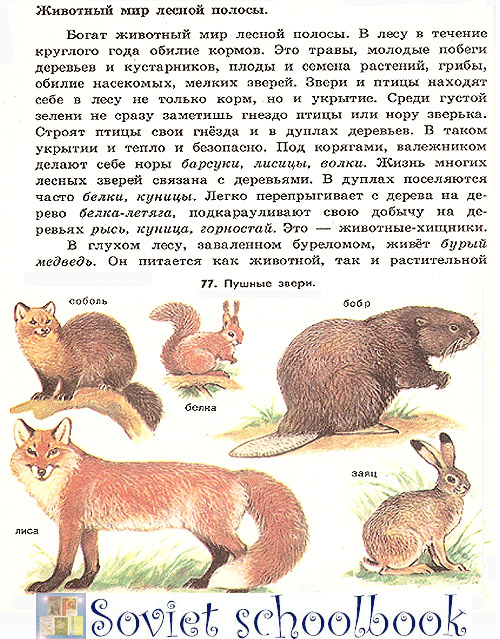 Животный мир лесной полосы.
Богат животный мир лесной полосы. В лесу в течение
круглого года обилие кормов. Это травы, молодые побеги
деревьев и кустарников, плоды и семена растений, грибы,
обилие насекомых, мелких зверей. Звери и птицы находят
себе в лесу не только корм, но и укрытие. Среди густой
зелени не сразу заметишь гнездо птицы или нору зверька.
Строят птицы свои гнёзда и в дуплах деревьев. В таком
укрытии и тепло и безопасно. Под корягами, валежником
делают себе норы барсуки, лисицы, волки. Жизнь многих
лесных зверей связана с деревьями. В дуплах поселяются
часто белки, куницы. Легко перепрыгивает с дерева на де-
рево белка-летяга, подкарауливают свою добычу на де-
ревьях рысь, куница, горностай. Это — животные-хищники.
В глухом лесу, заваленном буреломом, живёт бурый
медведь. Он питается как животной, так и растительной
77. Пушные звери.
соболь
бобр
белка
заяц
лиса
Soviet schoolbook